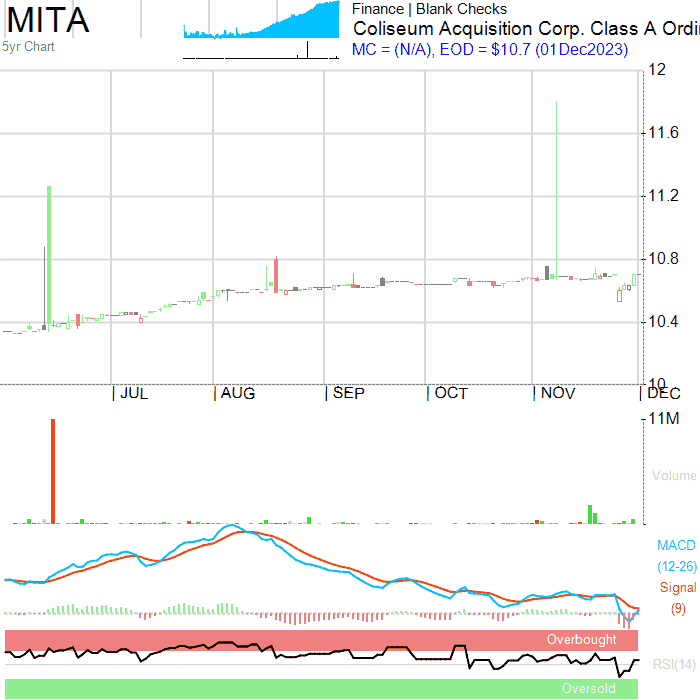 MITA
5yr Chart
Finance | Blank Checks
Coliseum Acquisition Corp. Class A Ordi
MC = (N/A), EOD = $10.7 (01Dec2023)
12
11.6
11.2
10.8
10.4
10
| JUL | AUG | SEP | OCT | NOV | DEC
11M
Volume
MACD
(12-26)
Signal
(9)
Overbought
RSI(14)
Oversold